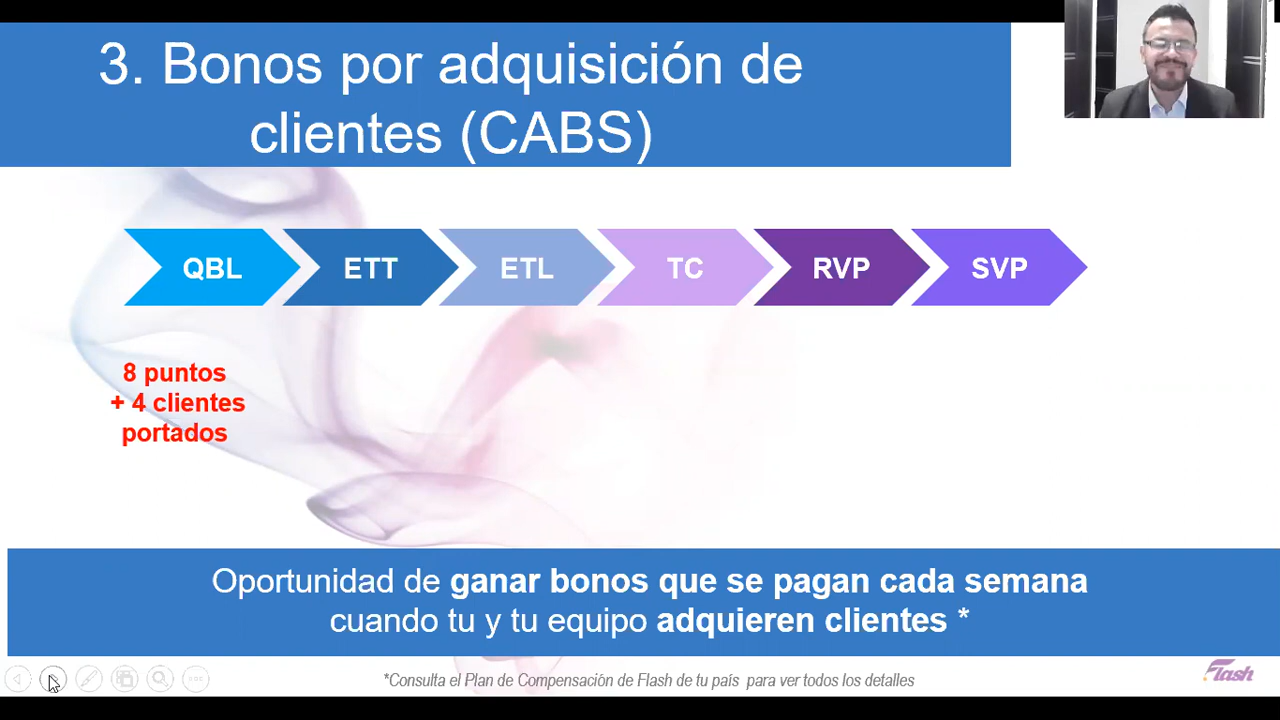 3. Bonos por adquisición de
clientes (CABS)
QBL
ETT
ETL
TC
RVP
SVP
8 puntos
+ 4 clientes
portados
Oportunidad de ganar bonos que se pagan cada semana
cuando tu y tu equipo adquieren clientes *
*Consulta el Plan de Compensación de Flash de tu país para ver todos los detalles
Flash